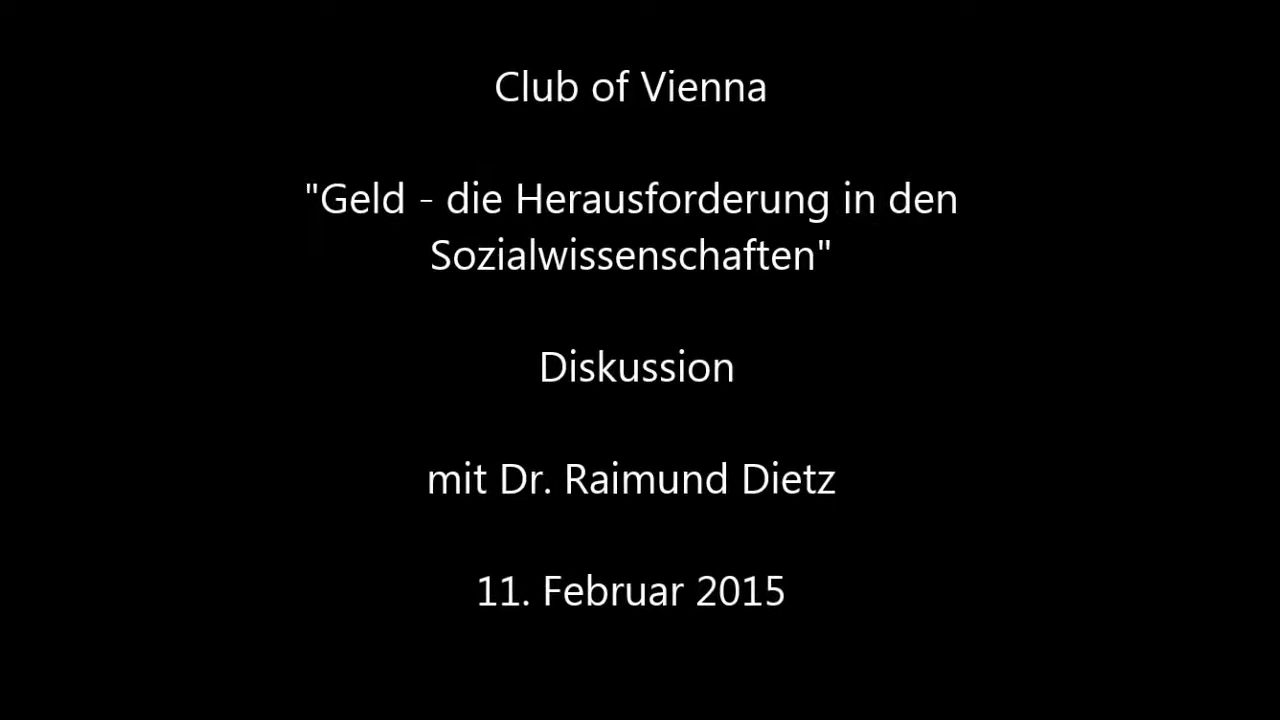 Club of Vienna
"Geld - die Herausforderung in den
Sozialwissenschaften"
Diskussion
mit Dr. Raimund Dietz
11. Februar 2015